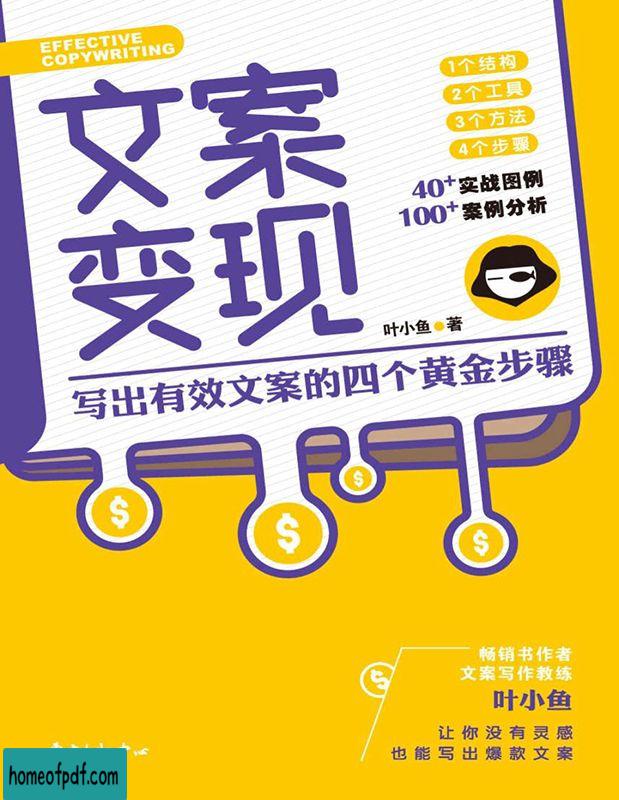 EFFECTIVE
COPYWRITING
文案
变现
1个结构
2个工具
3个方法
4个步骤
40+实战图例
100+案例分析
叶小鱼●著
写出有效文案的四个黄金步骤
$
$
$
$
$
畅销书作者
文案写作教练
叶小鱼
让你没有灵感
也能写出爆款文案
homeofpdf.com